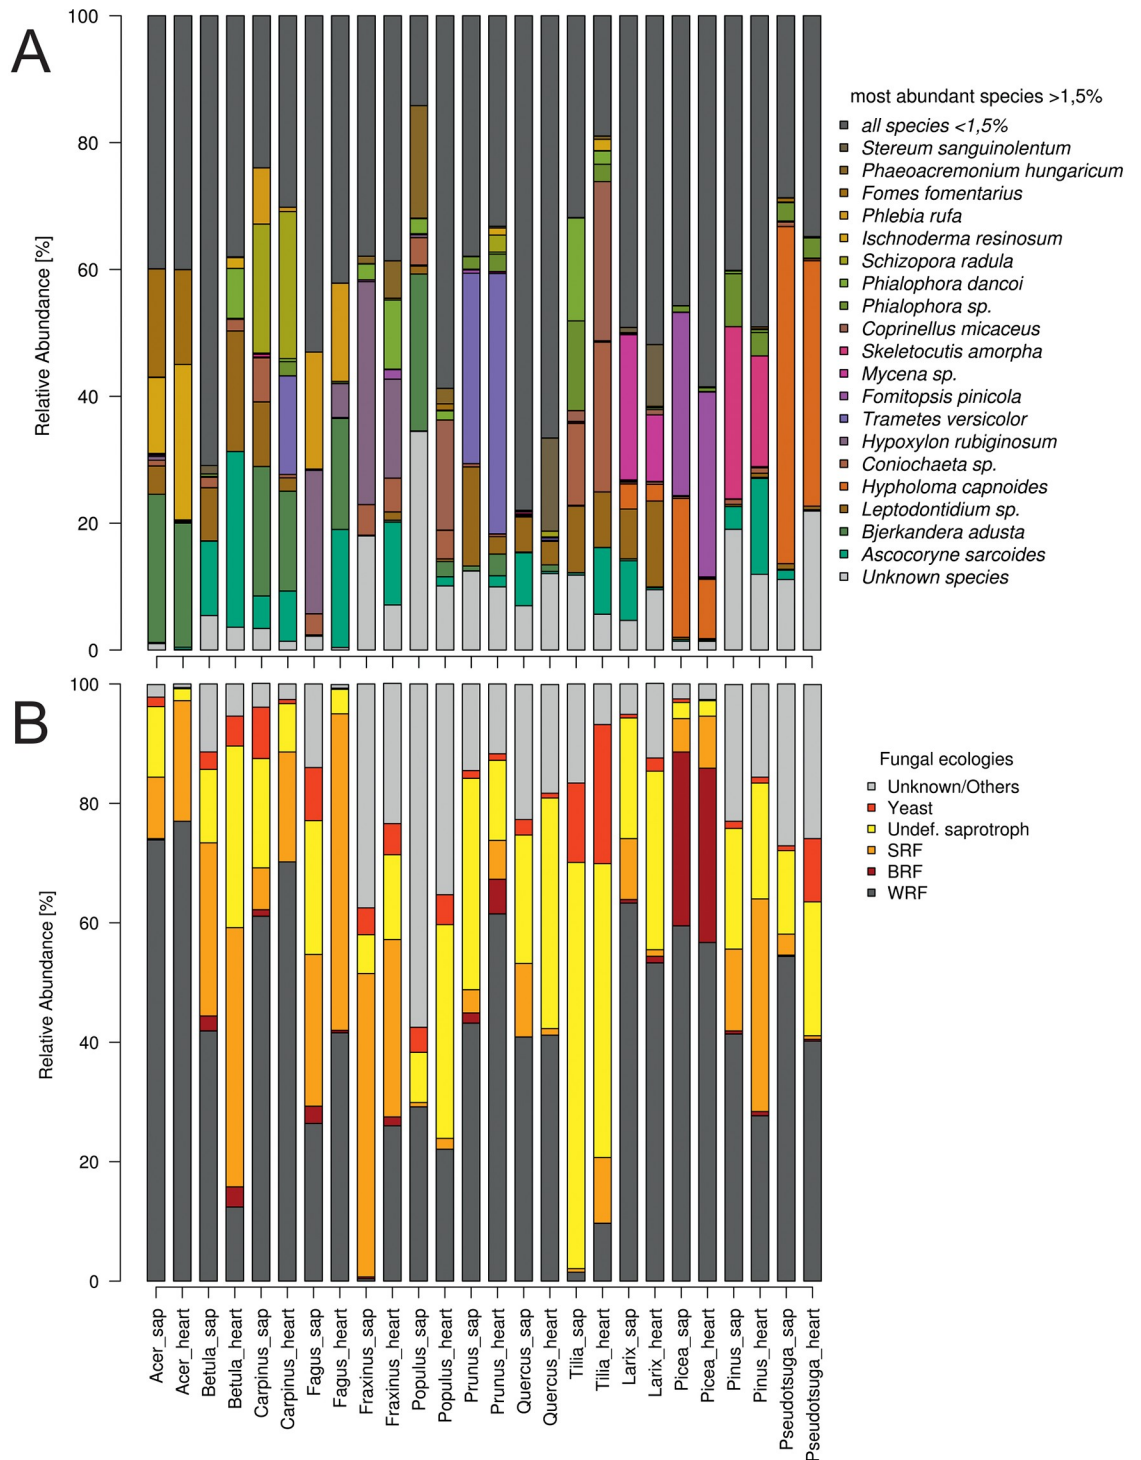 A
100
80
60
40
20
0
Relative Abundance [%]
most abundant species >1,5%
all species <1,5%
Stereum sanguinolentum
Phaeoacremonium hungaricum
Fomes fomentarius
Phlebia rufa
Ischnoderma resinosum
Schizopora radula
Phialophora dancoi
Phialophora sp.
Coprinellus micaceus
Skeletocutis amorpha
Mycena sp.
Fomitopsis pinicola
Trametes versicolor
Hypoxylon rubiginosum
Coniochaeta sp.
Hypholoma capnoides
Leptodontidium sp.
Bjerkandera adusta
Ascocoryne sarcoides
Unknown species
B
100
80
60
40
20
0
Relative Abundance [%]
Fungal ecologies
Unknown/Others
Yeast
Undef. saprotroph
SRF
BRF
WRF
Acer_sap
Acer_heart
Betula_sap
Betula_heart
Carpinus_sap
Carpinus_heart
Fagus_sap
Fagus_heart
Fraxinus_sap
Fraxinus_heart
Populus_sap
Populus_heart
Prunus_sap
Prunus_heart
Quercus_sap
Quercus_heart
Tilia_sap
Tilia_heart
Larix_sap
Larix_heart
Picea_sap
Picea_heart
Pinus_sap
Pinus_heart
Pseudotsuga_sap
Pseudotsuga_heart